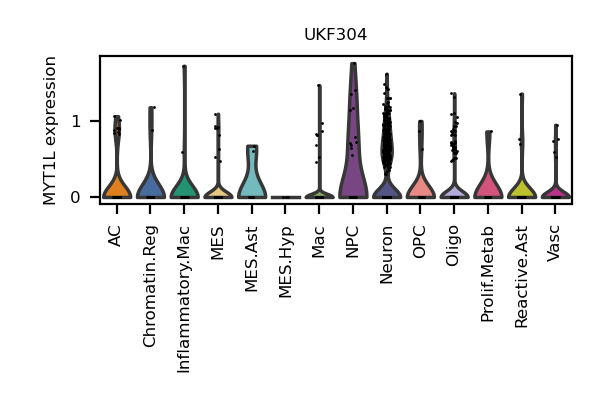 UKF304
MYT1L expression
1
0
AC
Chromatin.Reg
Inflammatory.Mac
MES
MES.Ast
MES.Hyp
Mac
NPC
Neuron
OPC
Oligo
Prolif.Metab
Reactive.Ast
Vasc